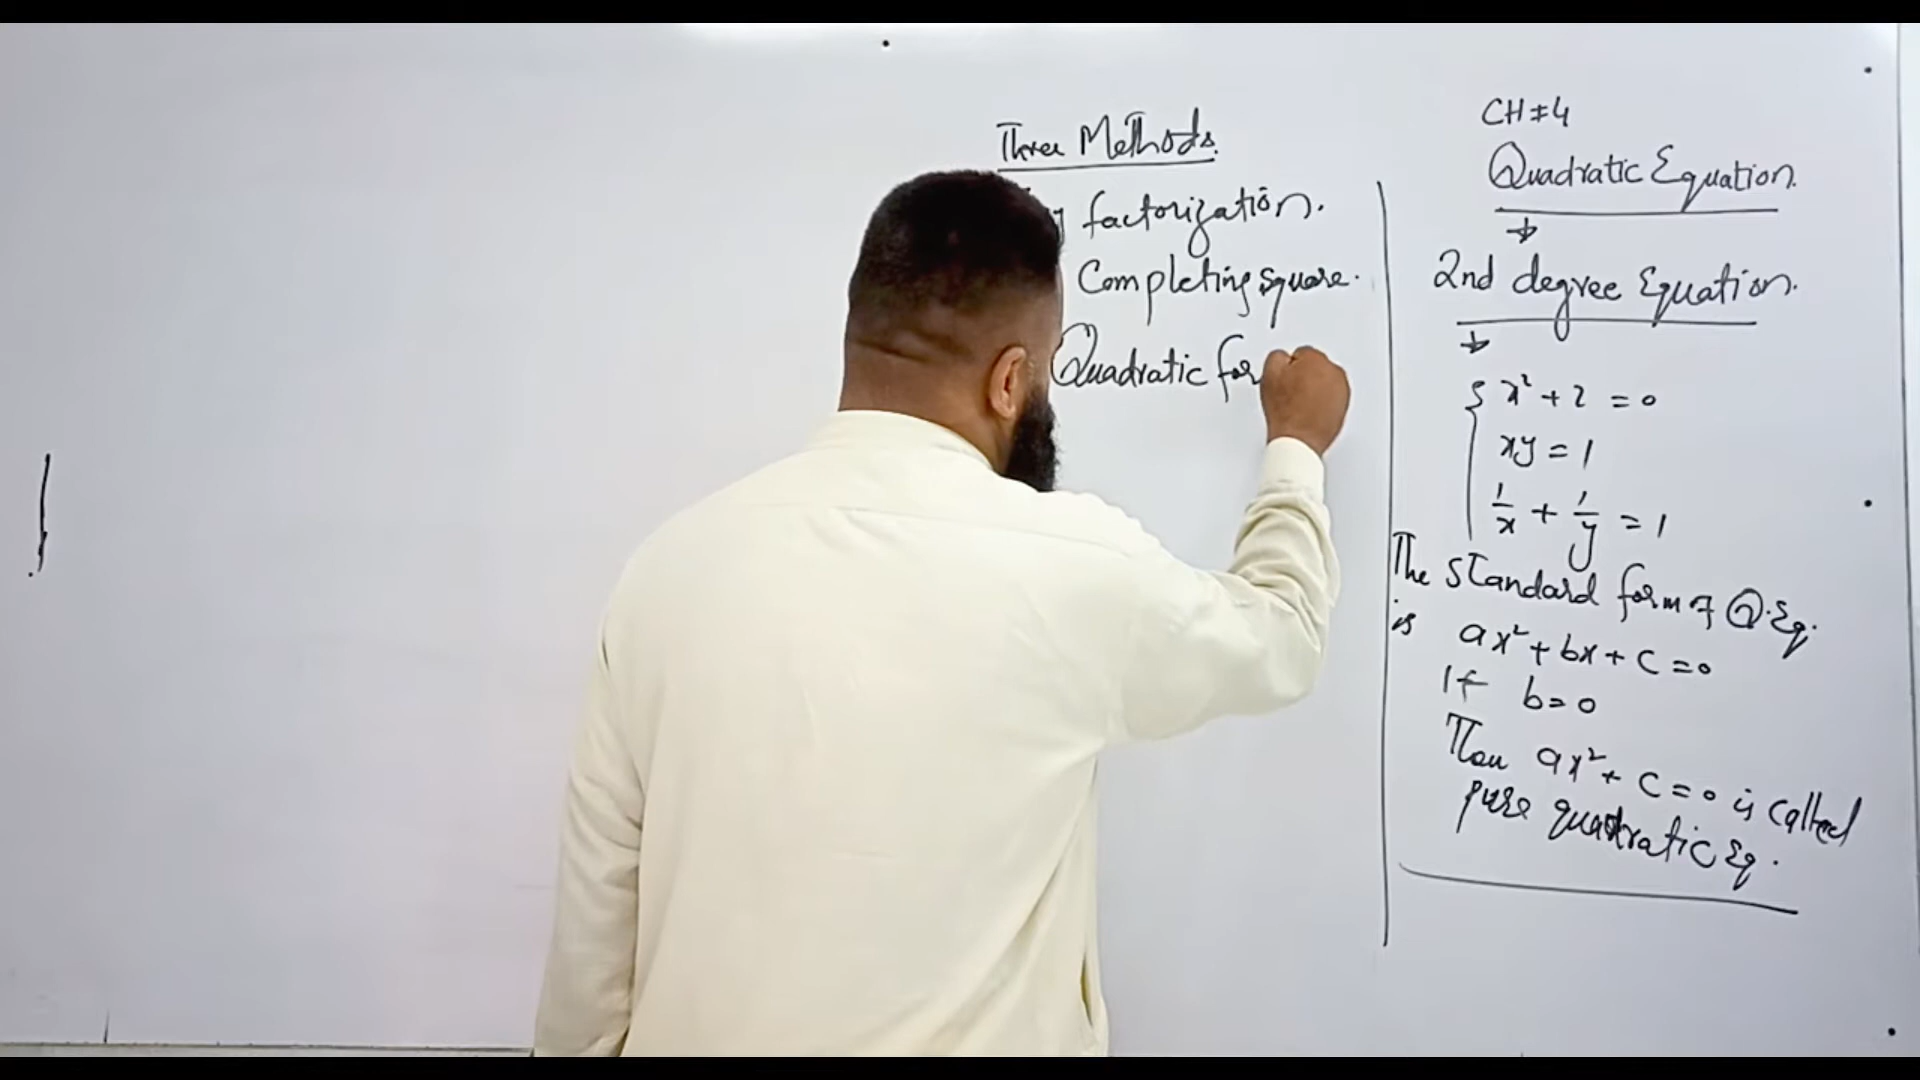 Three Methods.
factorization.
Completing square.
Quadratic for
CH#4
Quadratic Equation.
2nd degree Equation.
x² + 2 = 0
xy = 1
1/x + 1/y = 1
The standard form of Q.Eq.
is ax² + bx + c = 0
If b = 0
Then ax² + c = 0 is called
pure quadratic Eq.